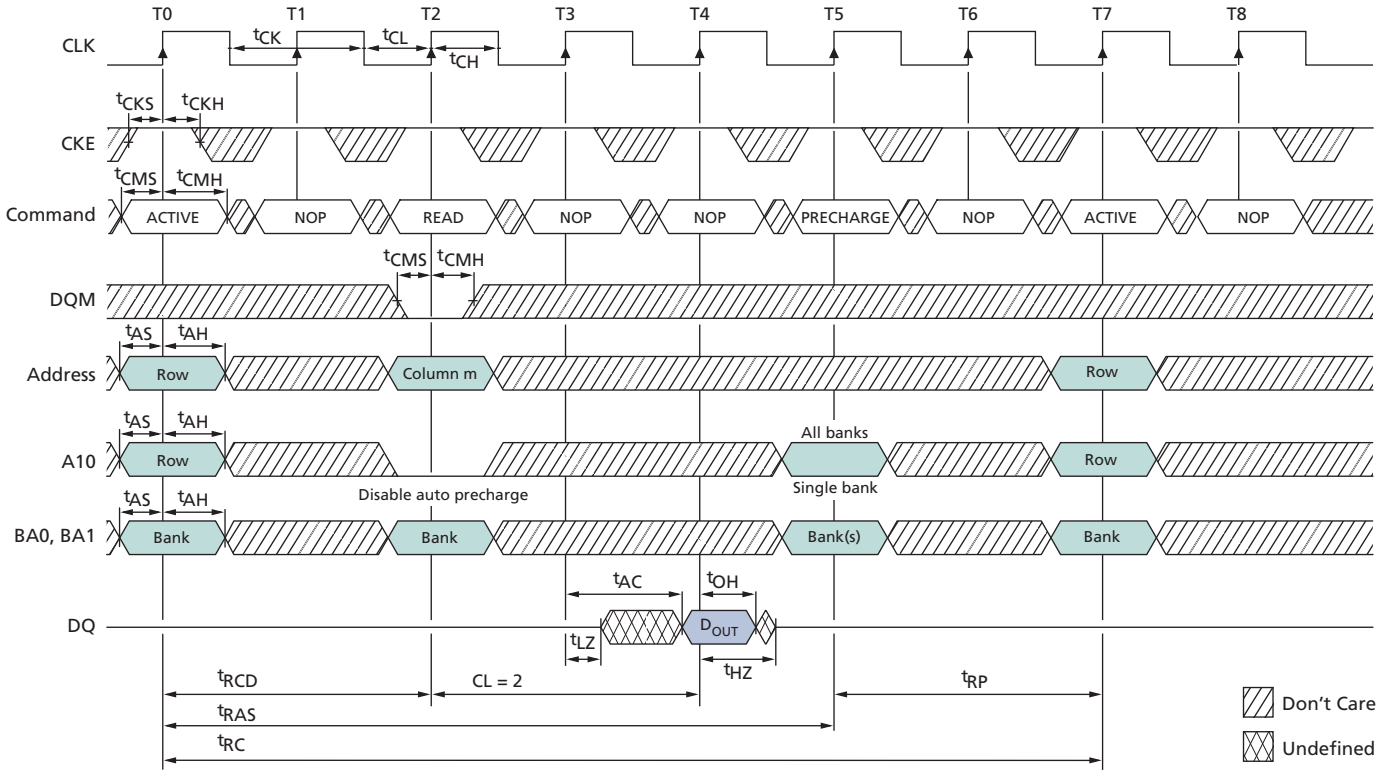 T0 T1 T2 T3 T4 T5 T6 T7 T8
CLK
tCK tCL
tCH
tCKS tCKH
CKE
tCMS tCMH
Command ACTIVE NOP READ NOP NOP PRECHARGE NOP ACTIVE NOP
tCMS tCMH
DQM
tAS tAH
Address Row Column m Row
tAS tAH
All banks
A10 Row Row
Disable auto precharge Single bank
tAS tAH
BA0, BA1 Bank Bank Bank(s) Bank
tAC tOH
DQ DOUT
tLZ tHZ
tRCD CL = 2 tRP
tRAS
tRC
Don't Care
Undefined